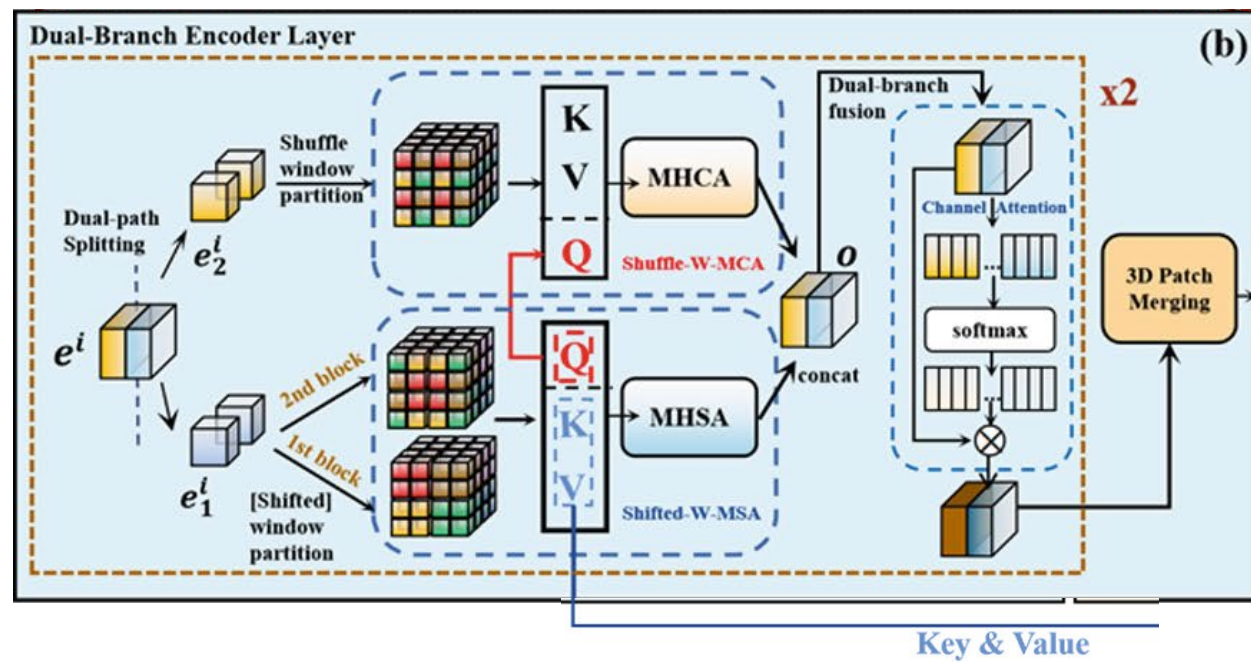 Dual-Branch Encoder Layer
(b)
x2
Dual-path
Splitting
e^i
e_2^i
e_1^i
Shuffle
window
partition
2nd block
1st block
[Shifted]
window
partition
K
V
Q
MHCA
Shuffle-W-MCA
Q
K
V
MHSA
Shifted-W-MSA
o
concat
Dual-branch
fusion
Channel Attention
...
softmax
...
3D Patch
Merging
Key & Value